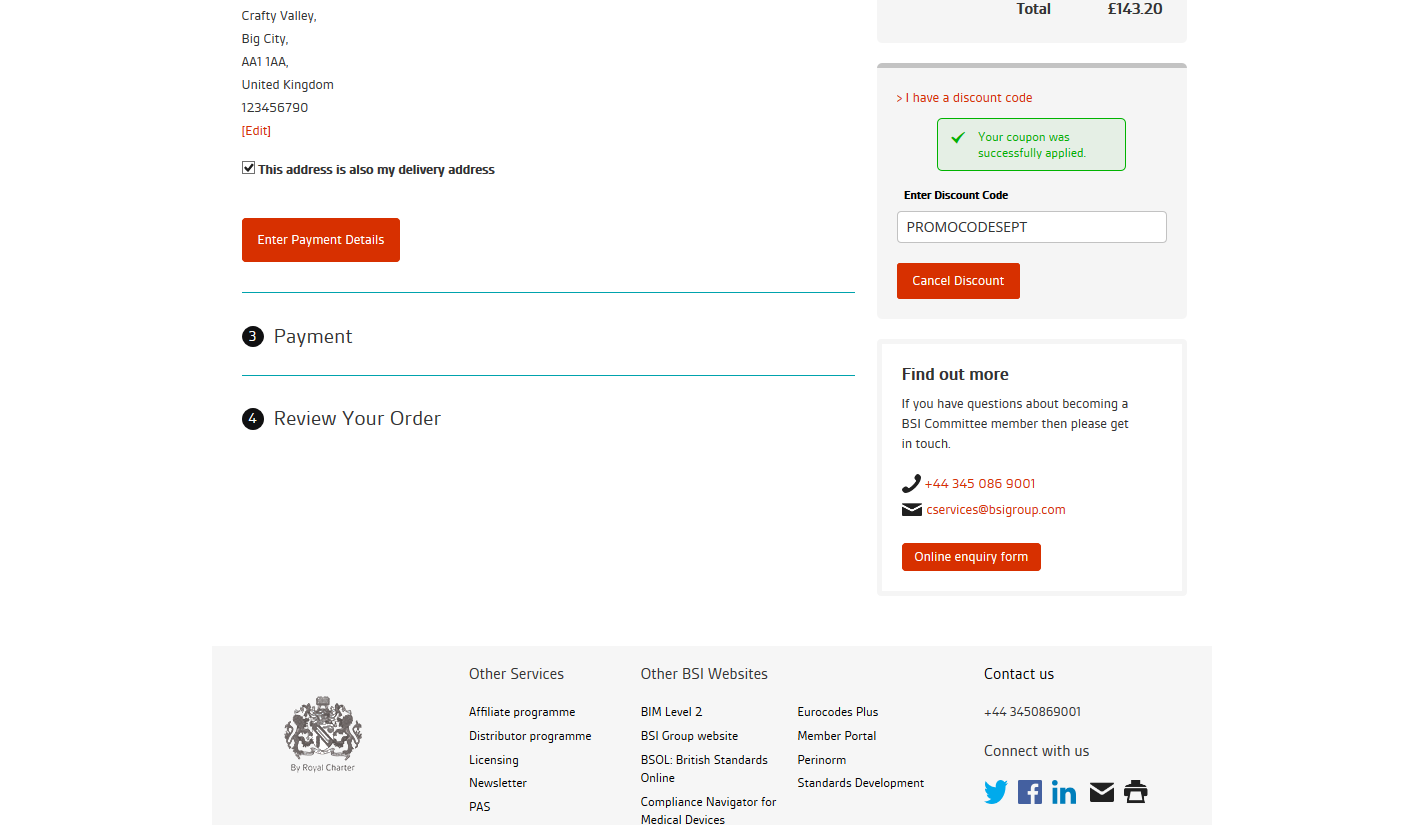 Crafty Valley,
Big City,
AA1 1AA,
United Kingdom
123456790
[Edit]
This address is also my delivery address
Enter Payment Details
3 Payment
4 Review Your Order
Total £143.20
> I have a discount code
Your coupon was
successfully applied.
Enter Discount Code
PROMOCODESEPT
Cancel Discount
Find out more
If you have questions about becoming a
BSI Committee member then please get
in touch.
+44 345 086 9001
cservices@bsigroup.com
Online enquiry form
By Royal Charter
Other Services
Affiliate programme
Distributor programme
Licensing
Newsletter
PAS
Other BSI Websites
BIM Level 2
BSI Group website
BSOL: British Standards
Online
Compliance Navigator for
Medical Devices
Eurocodes Plus
Member Portal
Perinorm
Standards Development
Contact us
+44 3450869001
Connect with us